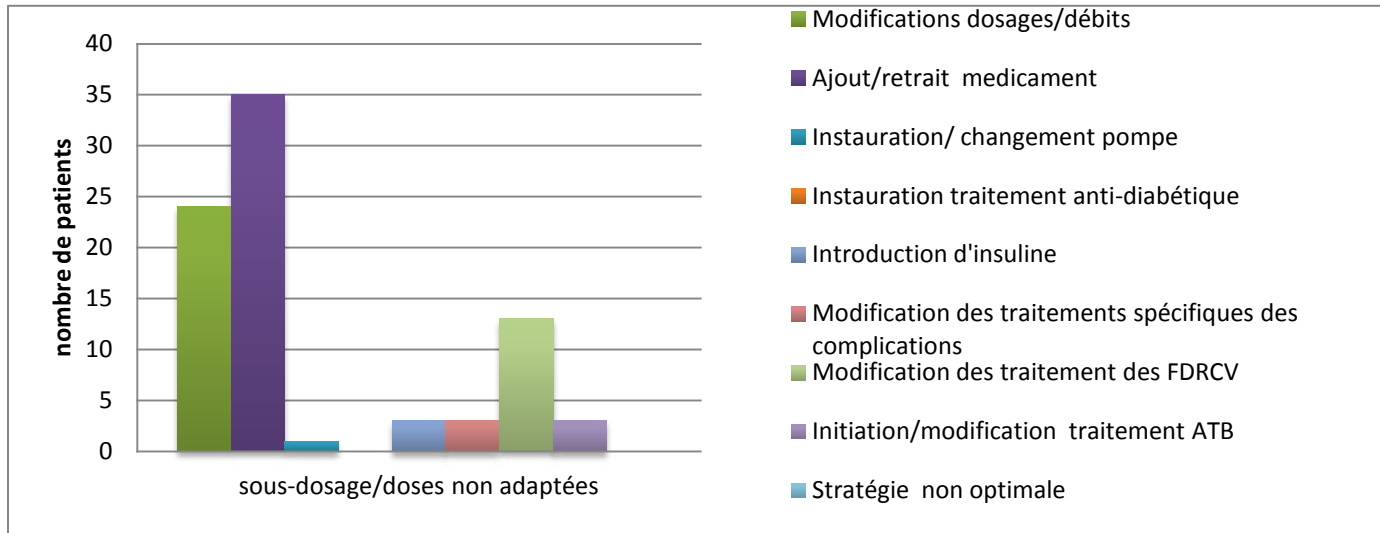 40
35
30
25
20
15
10
5
0
nombre de patients
sous-dosage/doses non adaptées
Modifications dosages/débits
Ajout/retrait medicament
Instauration/ changement pompe
Instauration traitement anti-diabétique
Introduction d'insuline
Modification des traitements spécifiques des
complications
Modification des traitement des FDRCV
Initiation/modification traitement ATB
Stratégie non optimale